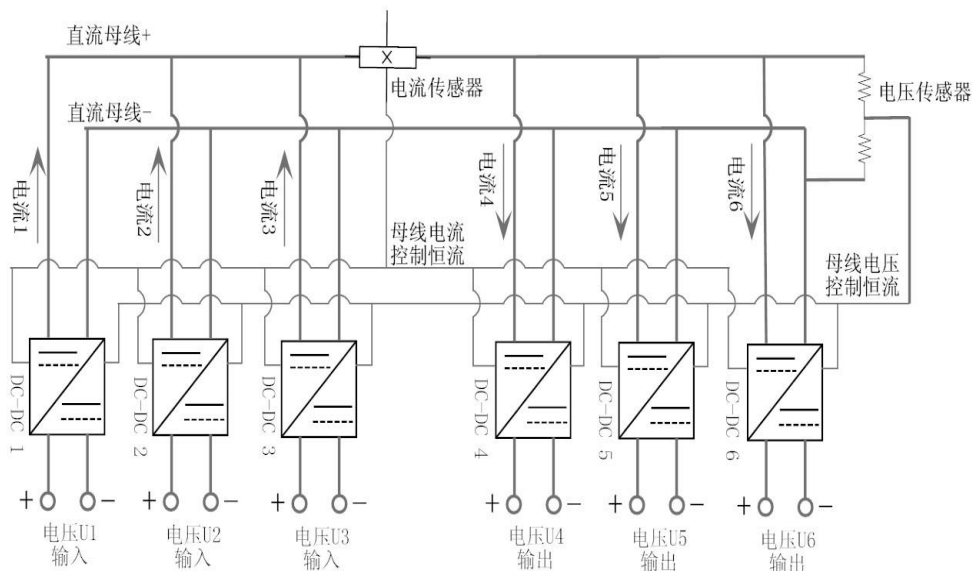 直流母线+
电流传感器
电压传感器
直流母线-
电流1
电流2
电流3
电流4
电流5
电流6
母线电流
控制恒流
母线电压
控制恒流
DC-DC 1
DC-DC 2
DC-DC 3
DC-DC 4
DC-DC 5
DC-DC 6
+ -
+ -
+ -
+ -
+ -
+ -
电压U1
输入
电压U2
输入
电压U3
输入
电压U4
输出
电压U5
输出
电压U6
输出